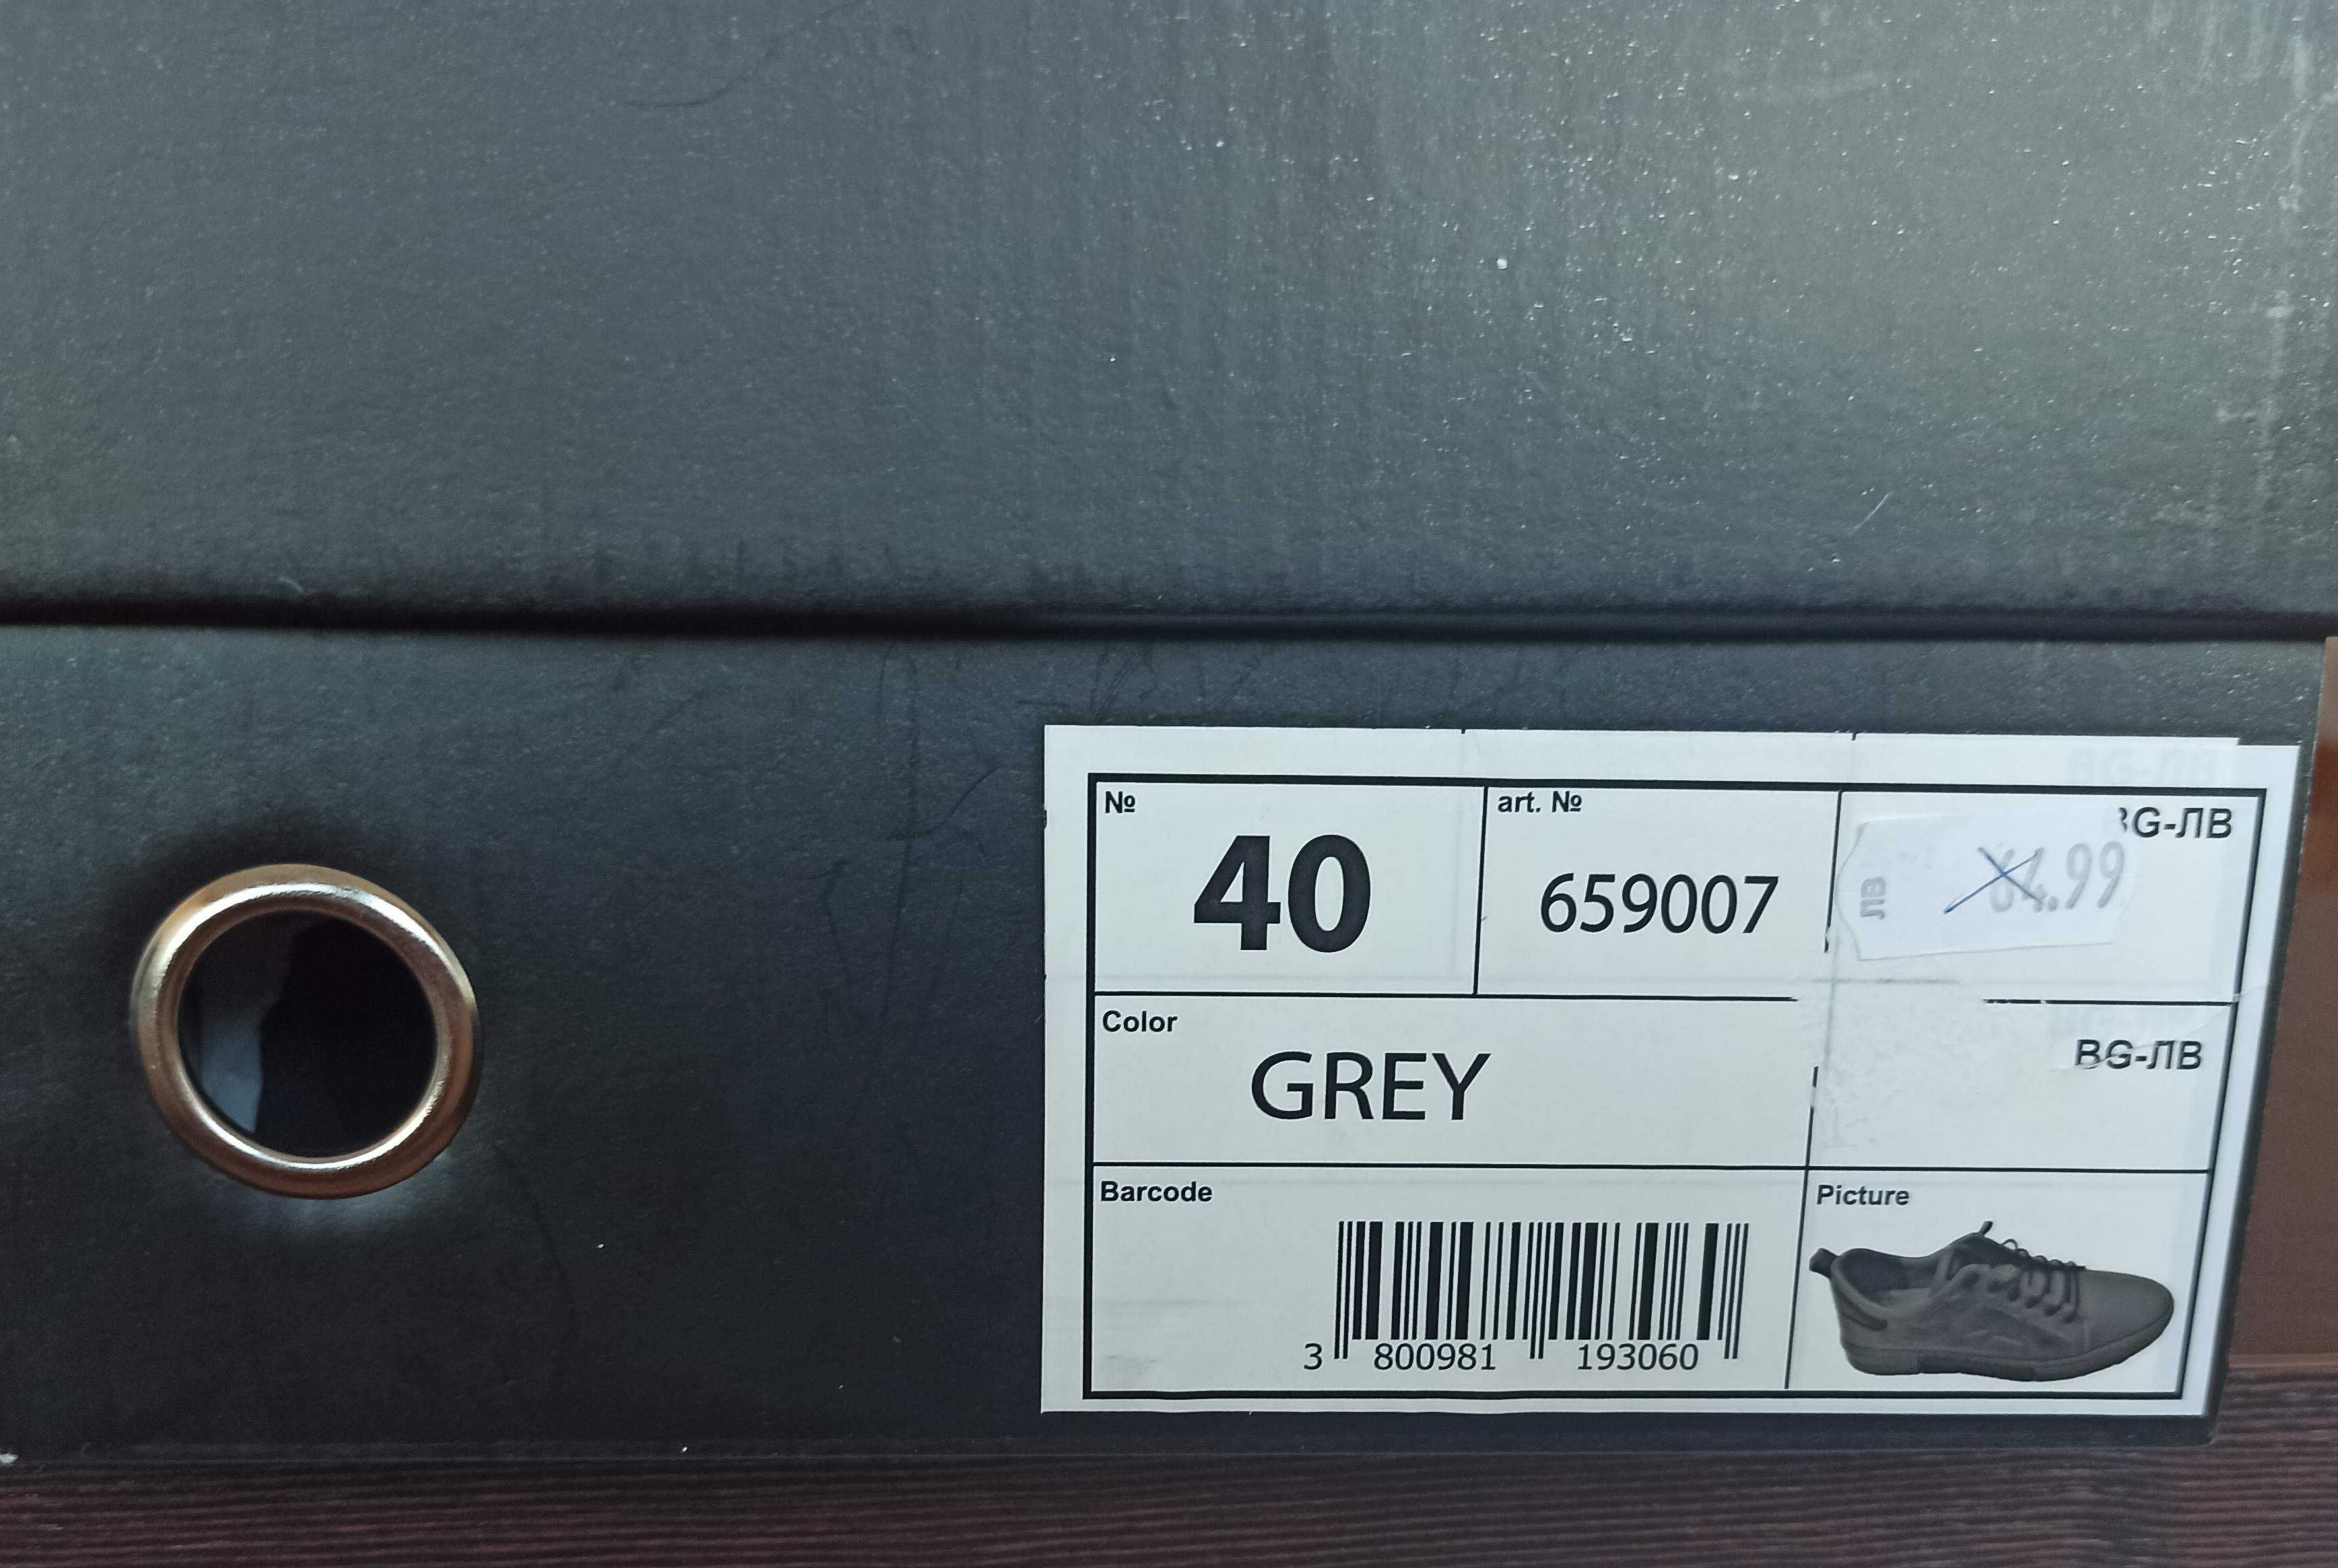 №
40
art. №
659007
BG-ЛВ
ЛВ
Color
GREY
BG-ЛВ
Barcode
3 800981 193060
Picture